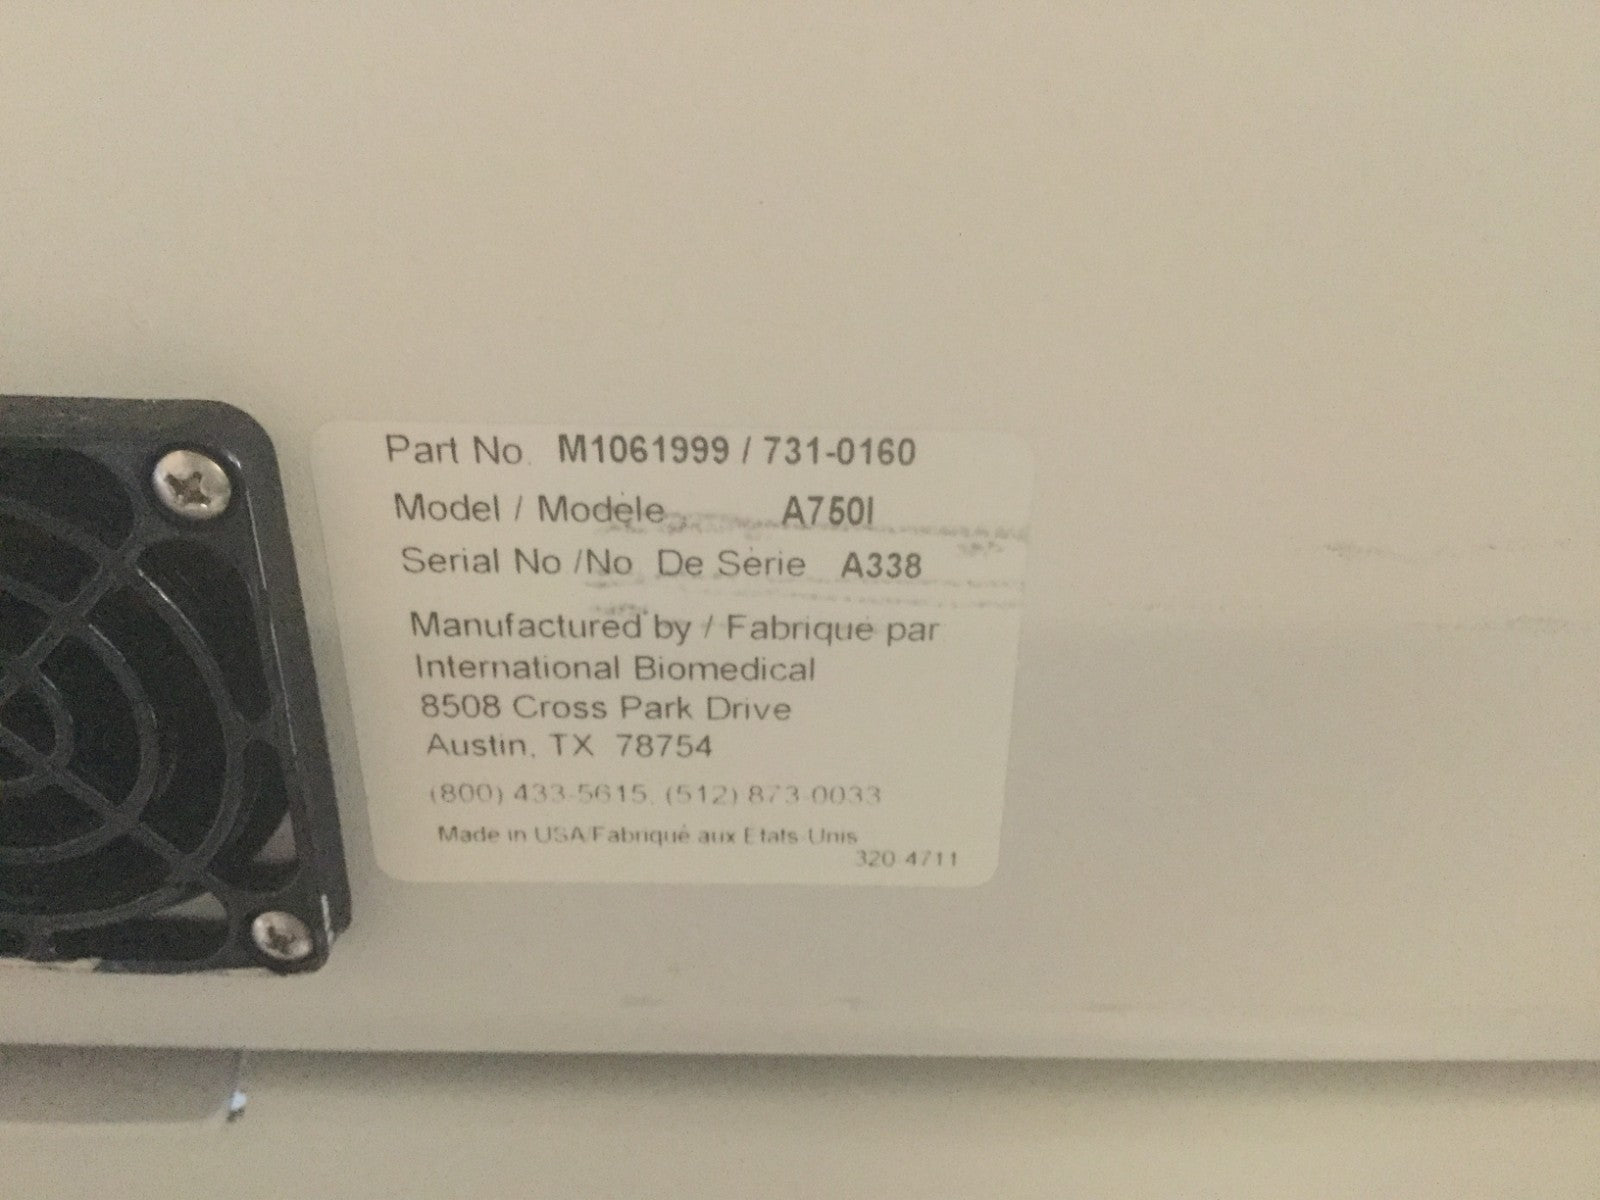 Part No. M1061999 / 731-0160
Model / Modèle A750I
Serial No /No De Série A338
Manufactured by / Fabrique par
International Biomedical
8508 Cross Park Drive
Austin, TX 78754
(800) 433-5615, (512) 873-0033
Made in USA/Fabriqué aux Etats-Unis
320-4711